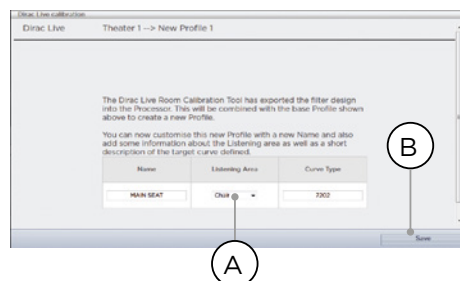 Dirac Live calibration
Dirac Live Theater 1 --> New Profile 1
The Dirac Live Room Calibration Tool has exported the filter design
into the Processor. This will be combined with the base Profile shown
above to create a new Profile.
You can now customise this new Profile with a new Name and also
add some information about the Listening area as well as a short
description of the target curve defined.
Name Listening Area Curve Type
MAIN SEAT Chair 7202
Save
A
B